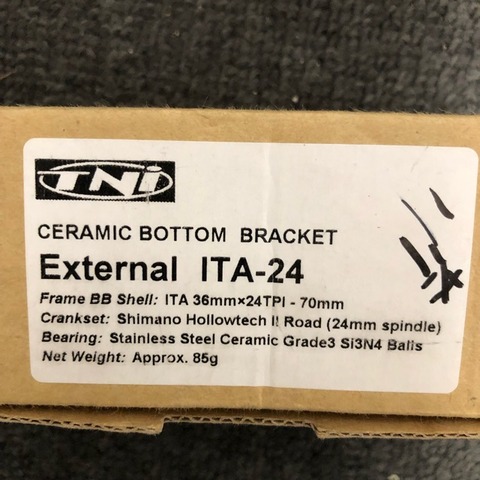 TNi
CERAMIC BOTTOM BRACKET
External ITA-24
Frame BB Shell: ITA 36mm×24TPI - 70mm
Crankset: Shimano Hollowtech II Road (24mm spindle)
Bearing: Stainless Steel Ceramic Grade3 Si3N4 Balls
Net Weight: Approx. 85g